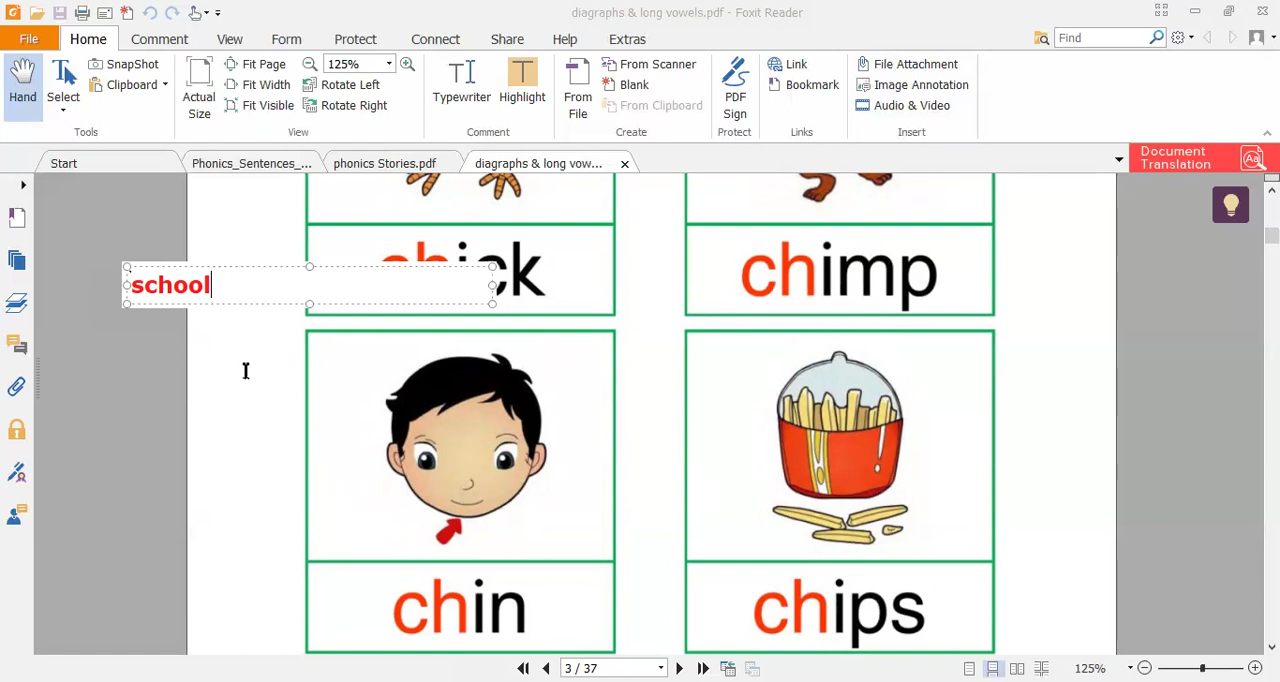 diagraphs & long vowels.pdf - Foxit Reader
File Home Comment View Form Protect Connect Share Help Extras Find
Hand
Select
SnapShot
Clipboard
Tools
Actual Size
Fit Page
Fit Width
Fit Visible
125%
Rotate Left
Rotate Right
View
Typewriter
Highlight
Comment
From File
From Scanner
Blank
From Clipboard
Create
PDF Sign
Protect
Link
Bookmark
Links
File Attachment
Image Annotation
Audio & Video
Insert
Start Phonics_Sentences_... phonics Stories.pdf diagraphs & long vow...
Document Translation
chick
chimp
school
chin
chips
3 / 37
125%